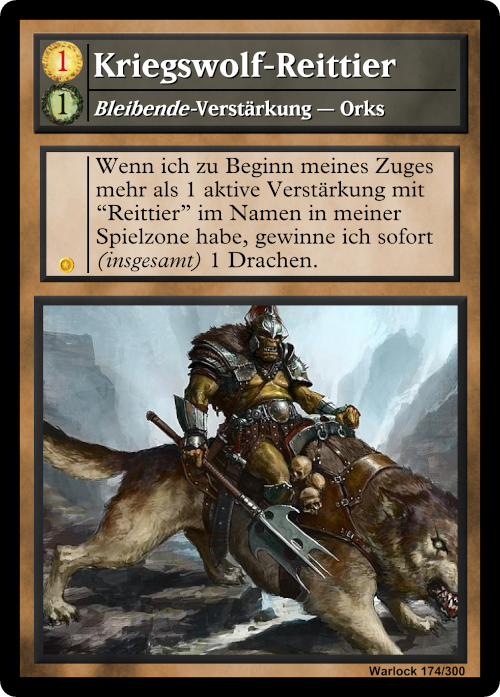 1
Kriegswolf-Reittier
1
Bleibende-Verstärkung — Orks
Wenn ich zu Beginn meines Zuges
mehr als 1 aktive Verstärkung mit
“Reittier” im Namen in meiner
Spielzone habe, gewinne ich sofort
(insgesamt) 1 Drachen.
Warlock 174/300